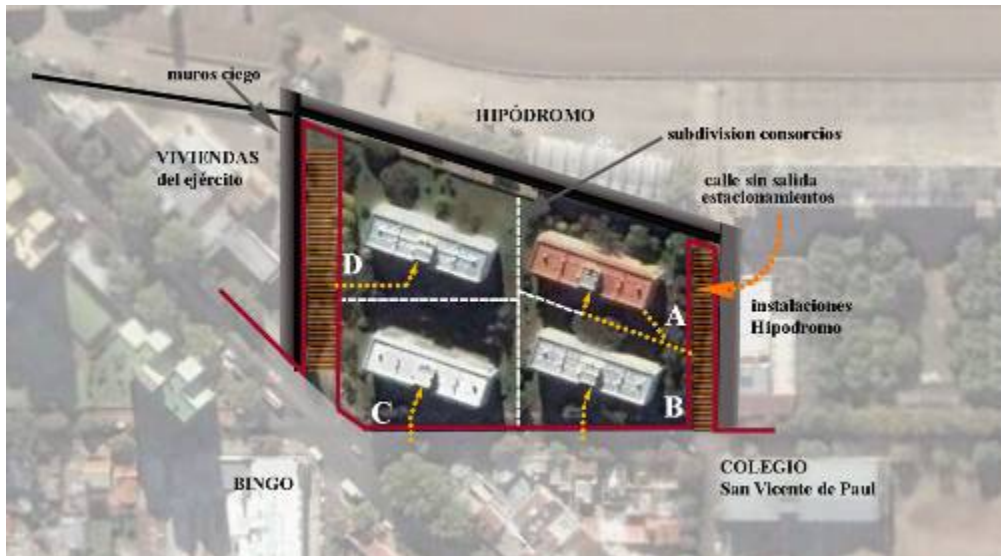 muros ciego
HIPÓDROMO
subdivision consorcios
VIVIENDAS
del ejército
calle sin salida
estacionamientos
D
A
instalaciones
Hipodromo
C
B
BINGO
COLEGIO
San Vicente de Paul